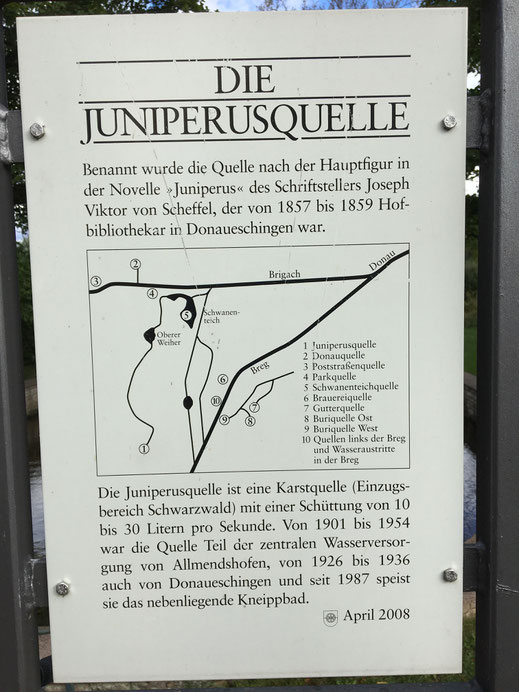 DIE
JUNIPERUSQUELLE
Benannt wurde die Quelle nach der Hauptfigur in
der Novelle »Juniperus« des Schriftstellers Joseph
Viktor von Scheffel, der von 1857 bis 1859 Hof-
bibliothekar in Donaueschingen war.
Donau
2
Brigach
3
4
5
Schwanen-
teich
Oberer
Weiher
Breg
6
7
10
9
8
1
1 Juniperusquelle
2 Donauquelle
3 Poststraßenquelle
4 Parkquelle
5 Schwanenteichquelle
6 Brauereiquelle
7 Gutterquelle
8 Buriquelle Ost
9 Buriquelle West
10 Quellen links der Breg
und Wasseraustritte
in der Breg
Die Juniperusquelle ist eine Karstquelle (Einzugs-
bereich Schwarzwald) mit einer Schüttung von 10
bis 30 Litern pro Sekunde. Von 1901 bis 1954
war die Quelle Teil der zentralen Wasserversor-
gung von Allmendshofen, von 1926 bis 1936
auch von Donaueschingen und seit 1987 speist
sie das nebenliegende Kneippbad.
April 2008